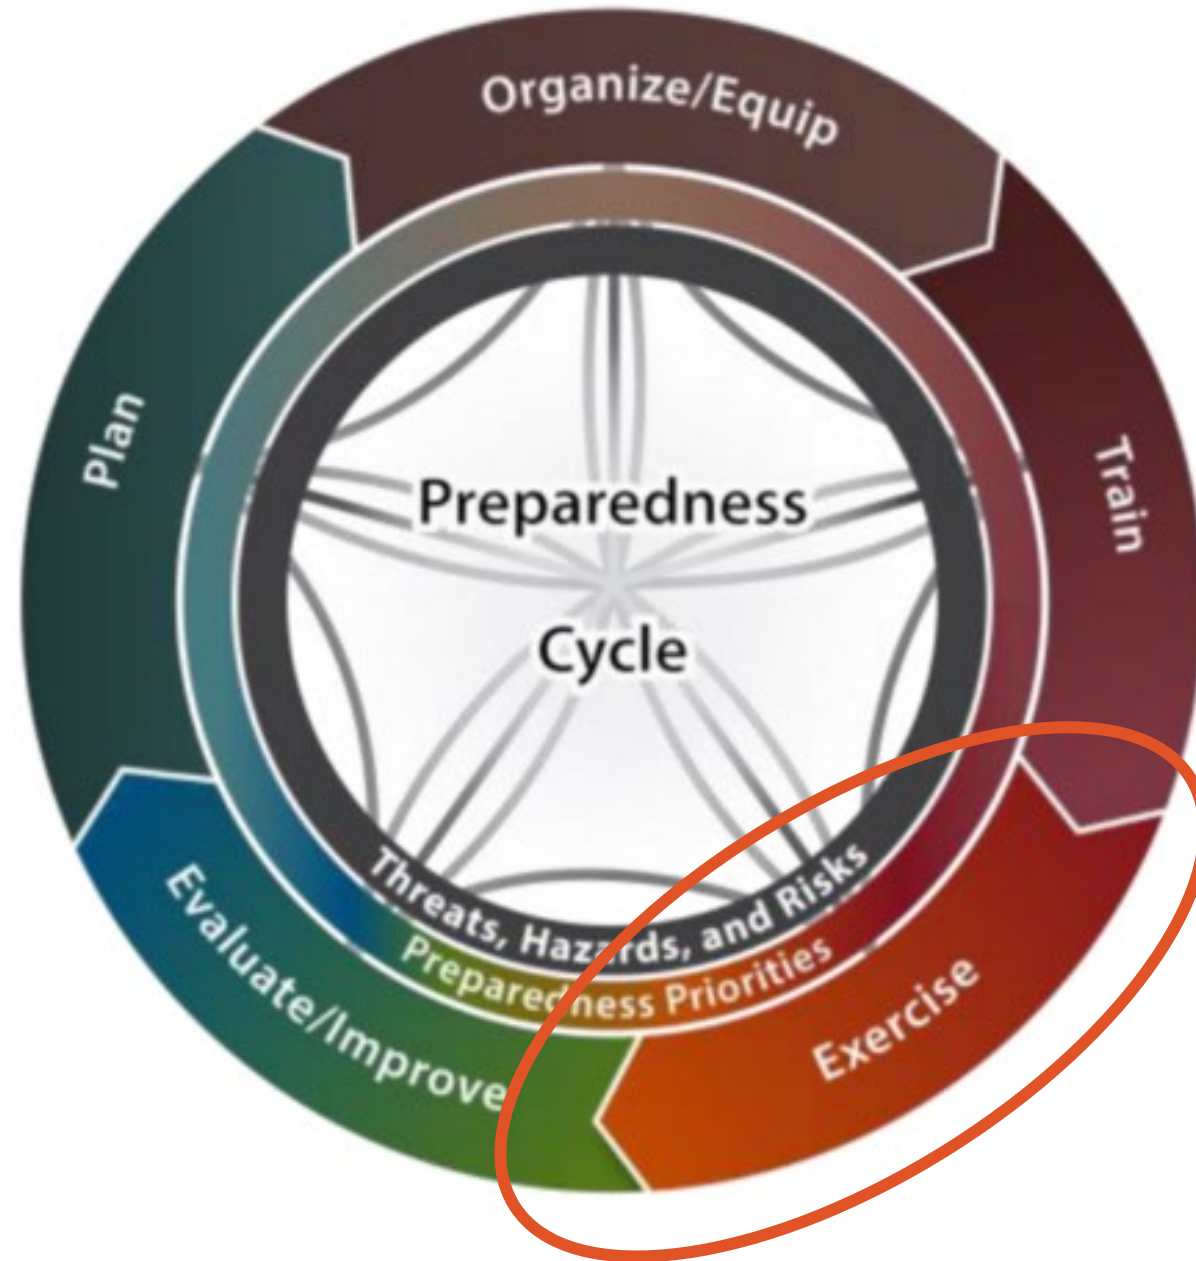 Organize/Equip
Plan
Train
Preparedness
Cycle
Threats, Hazards, and Risks
Preparedness Priorities
Evaluate/Improve
Exercise